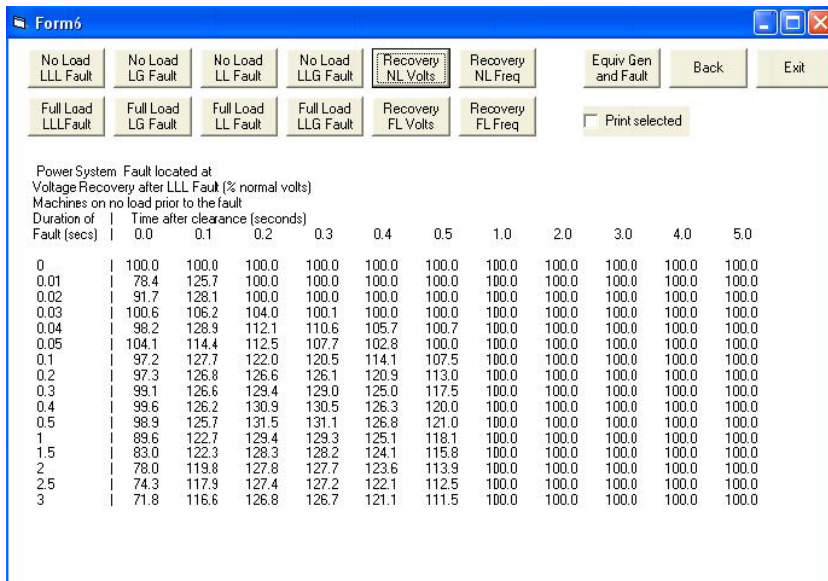 Form6
No Load LLL Fault
No Load LG Fault
No Load LL Fault
No Load LLG Fault
Recovery NL Volts
Recovery NL Freq
Equiv Gen and Fault
Back
Exit
Full Load LLLFault
Full Load LG Fault
Full Load LL Fault
Full Load LLG Fault
Recovery FL Volts
Recovery FL Freq
Print selected
Power System Fault located at
Voltage Recovery after LLL Fault (% normal volts)
Machines on no load prior to the fault
Duration of | Time after clearance (seconds)
Fault (secs) | 0.0 0.1 0.2 0.3 0.4 0.5 1.0 2.0 3.0 4.0 5.0
0 | 100.0 100.0 100.0 100.0 100.0 100.0 100.0 100.0 100.0 100.0 100.0
0.01 | 78.4 125.7 100.0 100.0 100.0 100.0 100.0 100.0 100.0 100.0 100.0
0.02 | 91.7 128.1 100.0 100.0 100.0 100.0 100.0 100.0 100.0 100.0 100.0
0.03 | 100.6 106.2 104.0 100.1 100.0 100.0 100.0 100.0 100.0 100.0 100.0
0.04 | 98.2 128.9 112.1 110.6 105.7 100.7 100.0 100.0 100.0 100.0 100.0
0.05 | 104.1 114.4 112.5 107.7 102.8 100.0 100.0 100.0 100.0 100.0 100.0
0.1 | 97.2 127.7 122.0 120.5 114.1 107.5 100.0 100.0 100.0 100.0 100.0
0.2 | 97.3 126.8 126.6 126.1 120.9 113.0 100.0 100.0 100.0 100.0 100.0
0.3 | 99.1 126.6 129.4 129.0 125.0 117.5 100.0 100.0 100.0 100.0 100.0
0.4 | 99.6 126.2 130.9 130.5 126.3 120.0 100.0 100.0 100.0 100.0 100.0
0.5 | 98.9 125.7 131.5 131.1 126.8 121.0 100.0 100.0 100.0 100.0 100.0
1 | 89.6 122.7 129.4 129.3 125.1 118.1 100.0 100.0 100.0 100.0 100.0
1.5 | 83.0 122.3 128.3 128.2 124.1 115.8 100.0 100.0 100.0 100.0 100.0
2 | 78.0 119.8 127.8 127.7 123.6 113.9 100.0 100.0 100.0 100.0 100.0
2.5 | 74.3 117.9 127.4 127.2 122.1 112.5 100.0 100.0 100.0 100.0 100.0
3 | 71.8 116.6 126.8 126.7 121.1 111.5 100.0 100.0 100.0 100.0 100.0